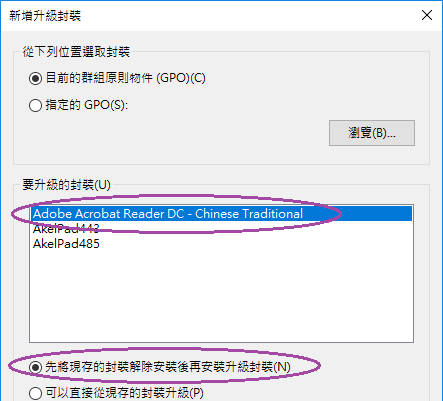 新增升級封裝
從下列位置選取封裝
目前的群組原則物件 (GPO)(C)
指定的 GPO(S):
瀏覽(B)...
要升級的封裝(U)
Adobe Acrobat Reader DC - Chinese Traditional
AkelPad443
AkelPad485
先將現存的封裝解除安裝後再安裝升級封裝(N)
可以直接從現存的封裝升級(P)